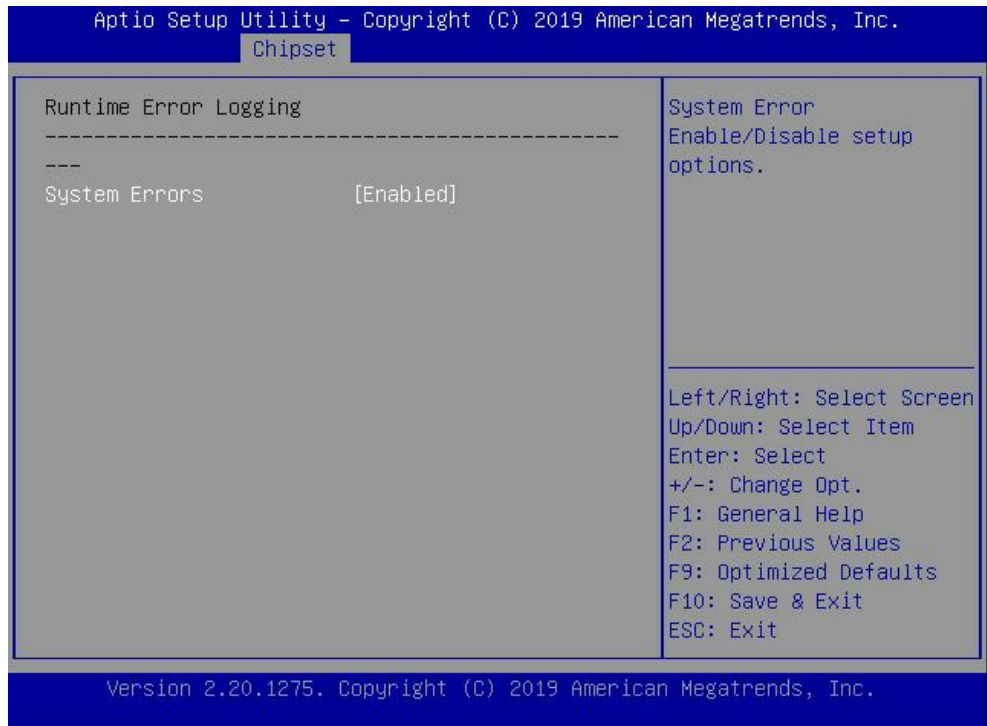 Aptio Setup Utility – Copyright (C) 2019 American Megatrends, Inc.
Chipset
Runtime Error Logging
-----------------------------------------------
---
System Errors [Enabled]
System Error
Enable/Disable setup
options.
Left/Right: Select Screen
Up/Down: Select Item
Enter: Select
+/-: Change Opt.
F1: General Help
F2: Previous Values
F9: Optimized Defaults
F10: Save & Exit
ESC: Exit
Version 2.20.1275. Copyright (C) 2019 American Megatrends, Inc.